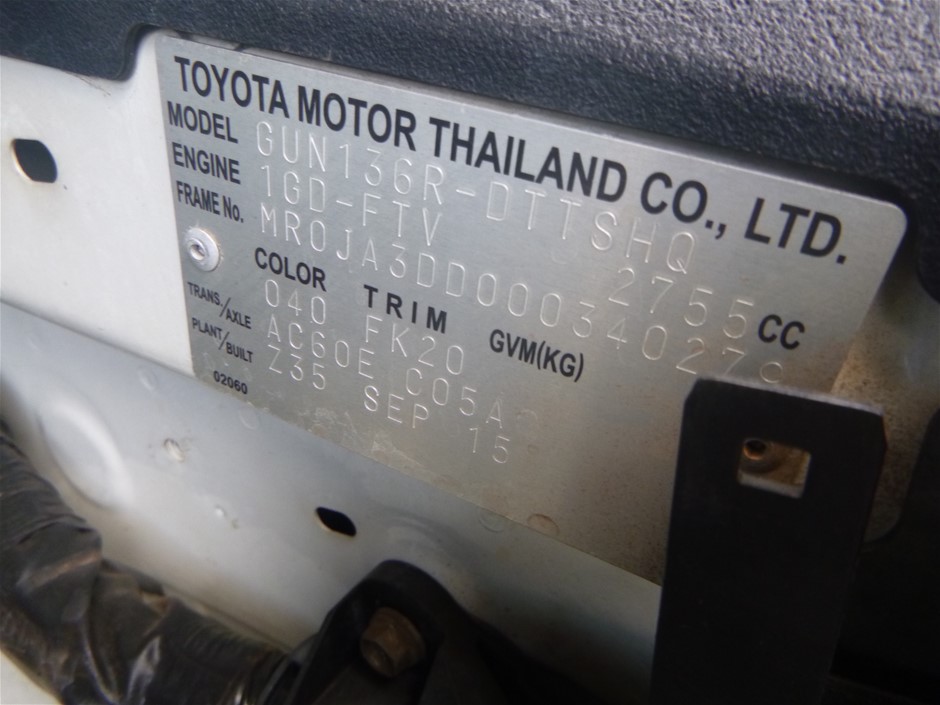 TOYOTA MOTOR THAILAND CO., LTD.
MODEL GUN136R-DTTSHQ
ENGINE 1GD-FTV 2755 CC
FRAME No.
COLOR TRIM GVM(KG)
040 FK20
TRANS./AXLE AC60E C05A
PLANT/BUILT Z35 SEP 15
02060